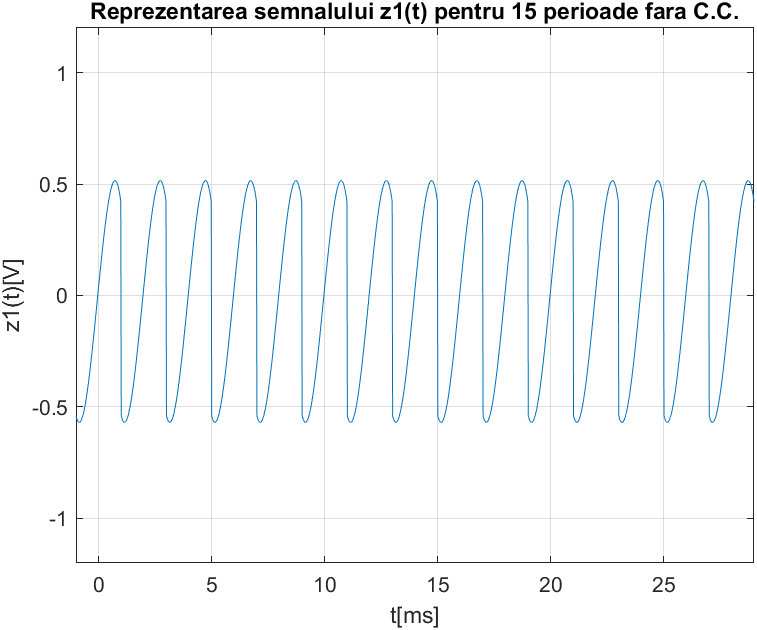 Reprezentarea semnalului z1(t) pentru 15 perioade fara C.C.
1
0.5
0
-0.5
-1
z1(t)[V]
0 5 10 15 20 25
t[ms]